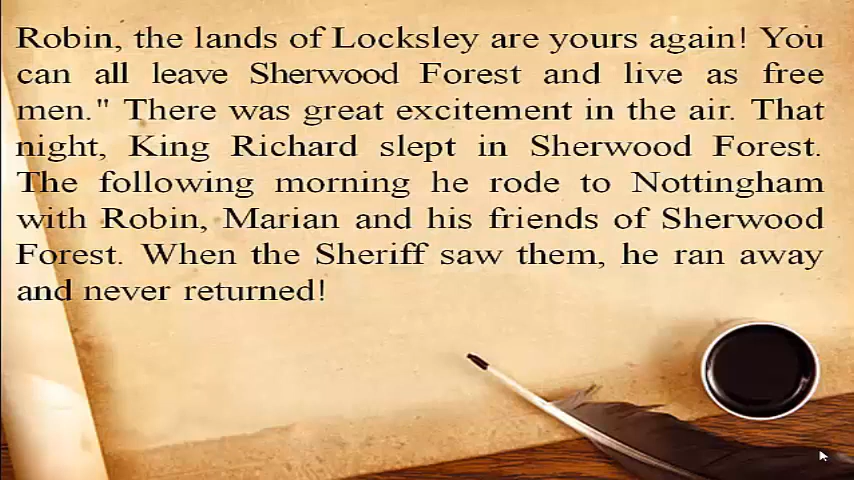 Robin, the lands of Locksley are yours again! You
can all leave Sherwood Forest and live as free
men." There was great excitement in the air. That
night, King Richard slept in Sherwood Forest.
The following morning he rode to Nottingham
with Robin, Marian and his friends of Sherwood
Forest. When the Sheriff saw them, he ran away
and never returned!